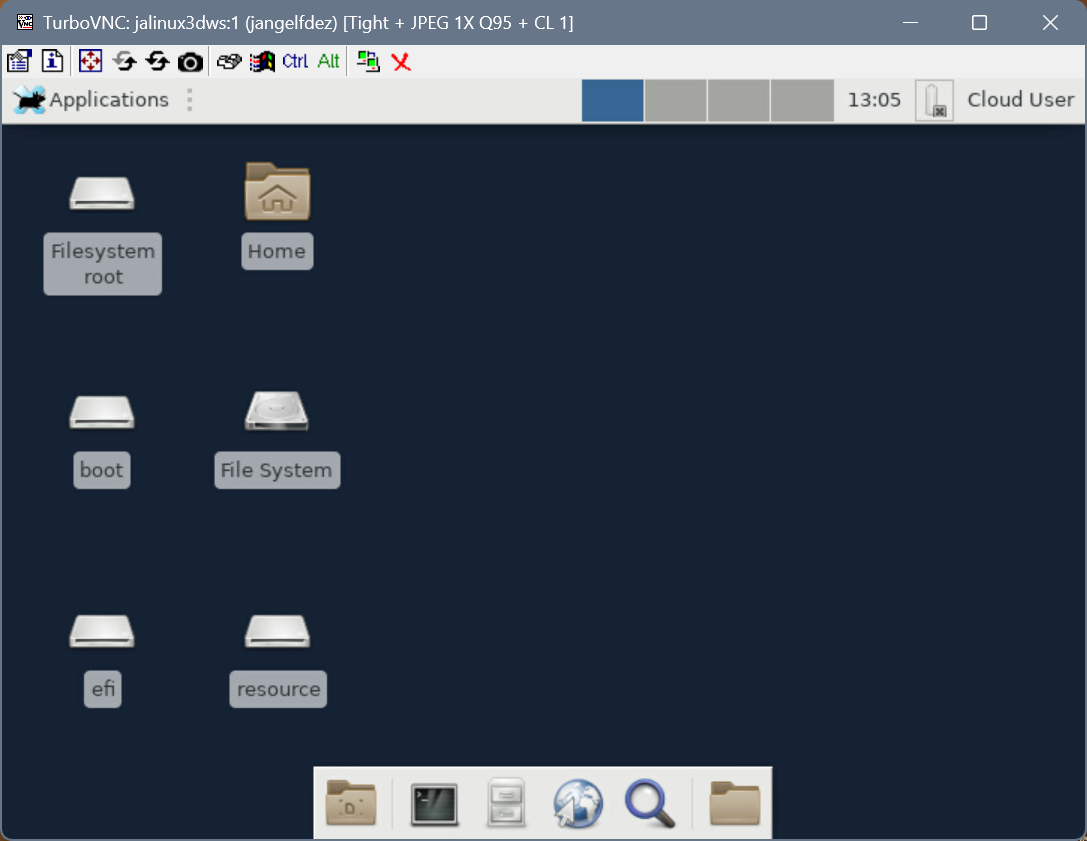 TurboVNC: jalinux3dws:1 (jangelfdez) [Tight + JPEG 1X Q95 + CL 1]
Ctrl Alt
Applications
13:05
Cloud User
Filesystem
root
Home
boot
File System
efi
resource